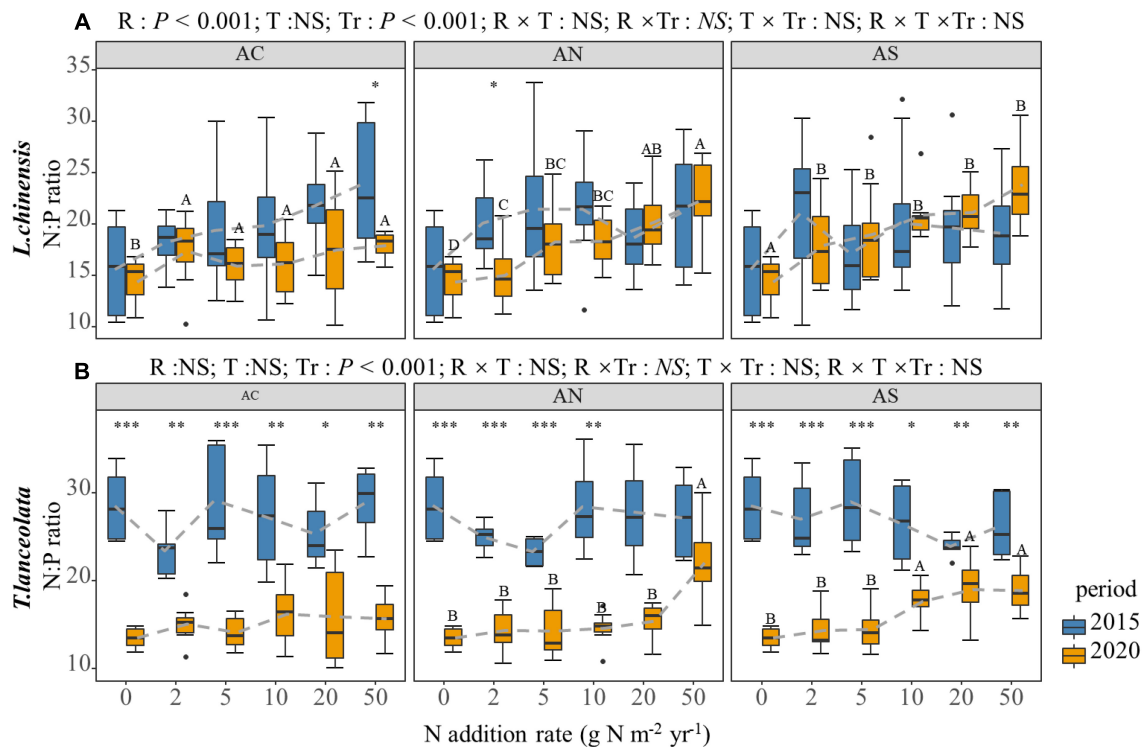 A R : P < 0.001; T :NS; Tr : P < 0.001; R × T : NS; R ×Tr : NS; T × Tr : NS; R × T ×Tr : NS
AC AN AS
L.chinensis
N:P ratio
35
30
25
20
15
10
* *
B A A A A A
D C BC BC AB A
A B B B B B
B R :NS; T :NS; Tr : P < 0.001; R × T : NS; R ×Tr : NS; T × Tr : NS; R × T ×Tr : NS
AC AN AS
T.lanceolata
N:P ratio
30
20
10
*** ** *** ** * ** *** *** *** ** *** *** *** * ** **
B B B B B A
B B B A A A
0 2 5 10 20 50 0 2 5 10 20 50 0 2 5 10 20 50
N addition rate (g N m⁻² yr⁻¹)
period
2015
2020